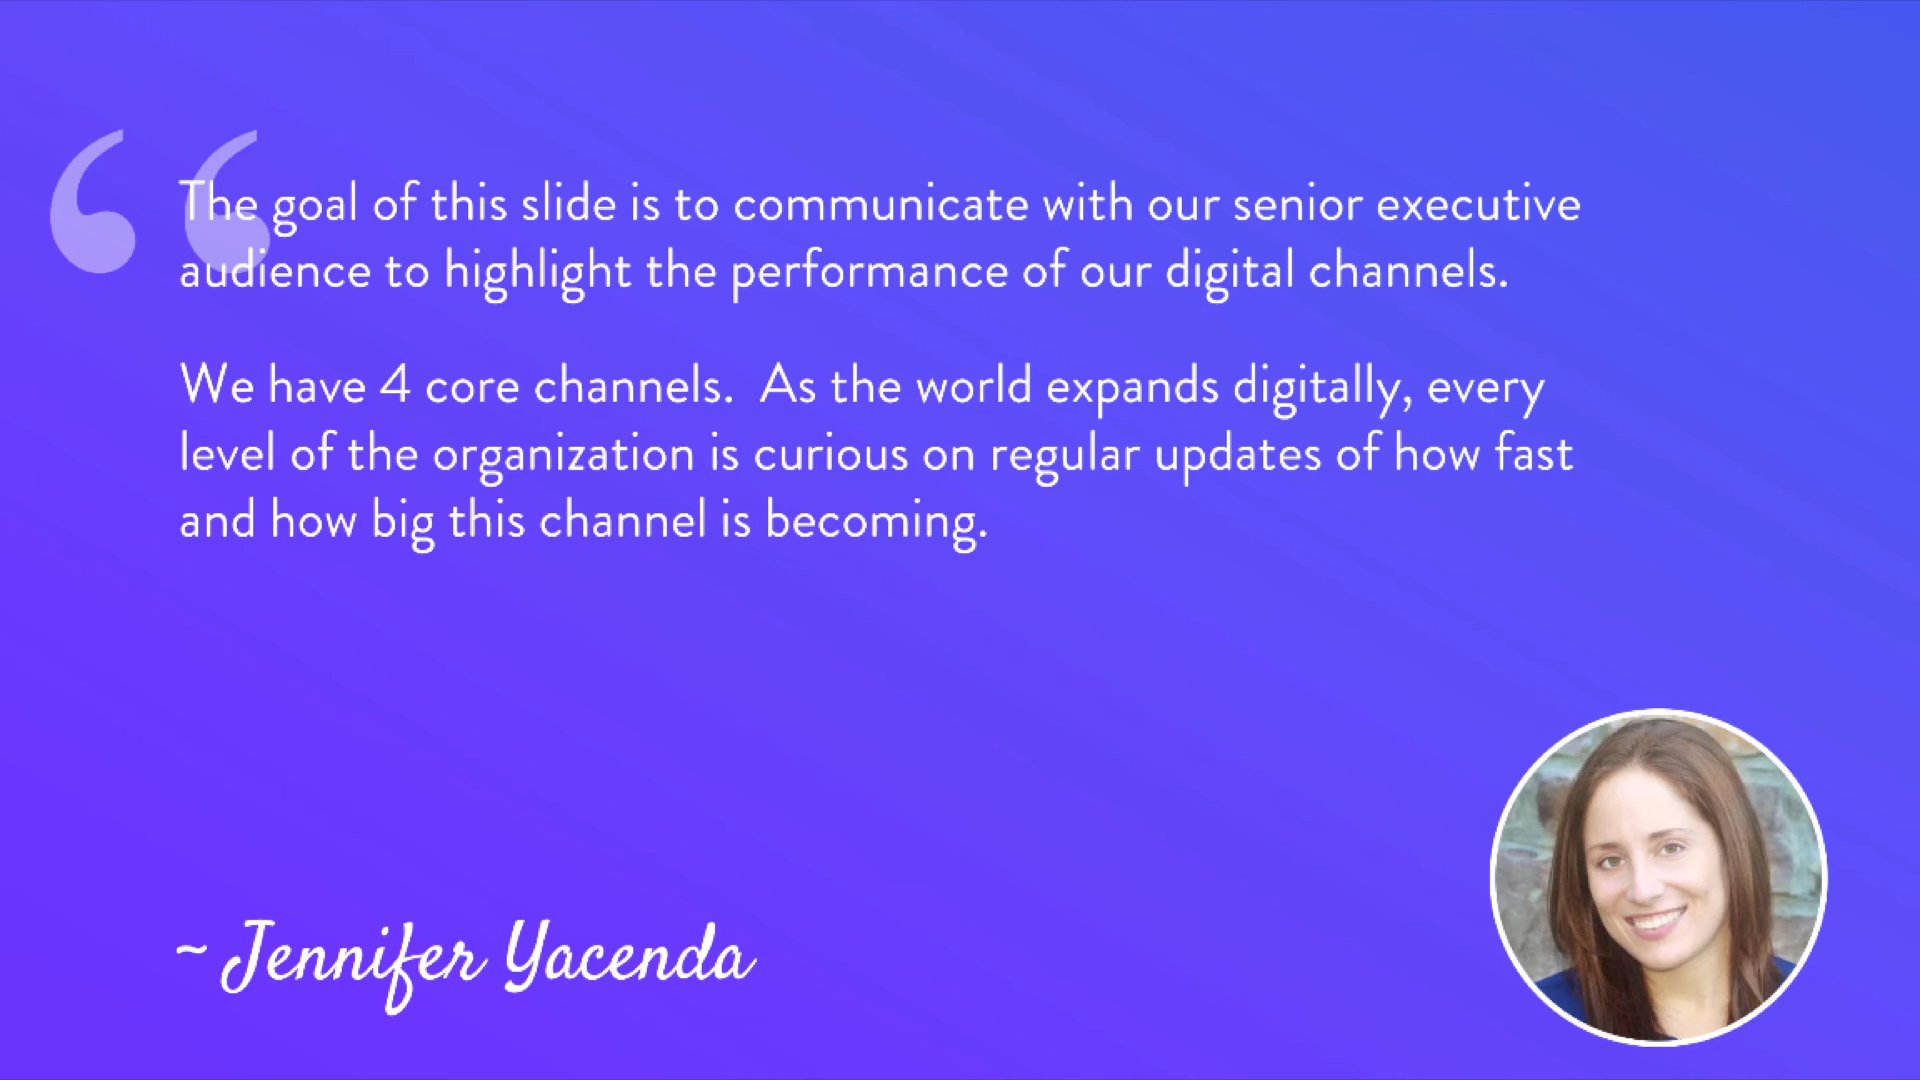 The goal of this slide is to communicate with our senior executive
audience to highlight the performance of our digital channels.
We have 4 core channels.  As the world expands digitally, every
level of the organization is curious on regular updates of how fast
and how big this channel is becoming.
~ Jennifer Yacenda